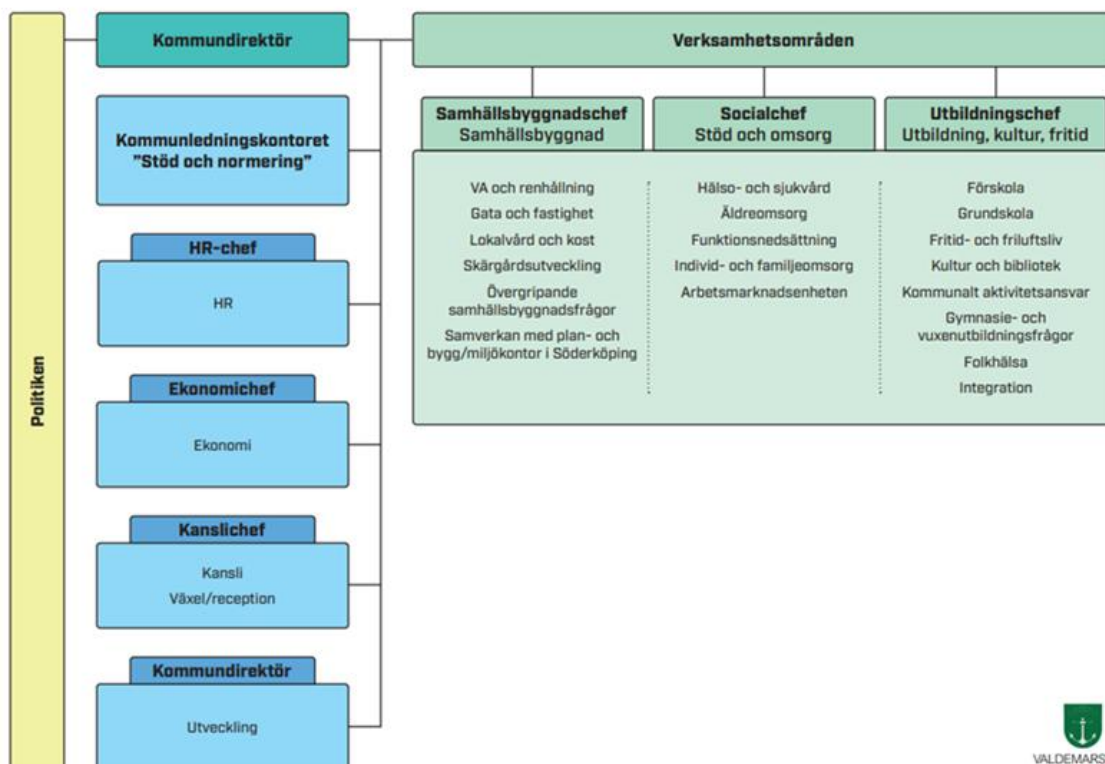 Politiken
Kommundirektör
Kommunledningskontoret
"Stöd och normering"
HR-chef
HR
Ekonomichef
Ekonomi
Kanslichef
Kansli
Växel/reception
Kommundirektör
Utveckling
Verksamhetsområden
Samhällsbyggnadschef
Samhällsbyggnad
VA och renhållning
Gata och fastighet
Lokalvård och kost
Skärgårdsutveckling
Övergripande
samhällsbyggnadsfrågor
Samverkan med plan- och
bygg/miljökontor i Söderköping
Socialchef
Stöd och omsorg
Hälso- och sjukvård
Äldreomsorg
Funktionsnedsättning
Individ- och familjeomsorg
Arbetsmarknadsenheten
Utbildningschef
Utbildning, kultur, fritid
Förskola
Grundskola
Fritid- och friluftsliv
Kultur och bibliotek
Kommunalt aktivitetsansvar
Gymnasie- och
vuxenutbildningsfrågor
Folkhälsa
Integration
VALDEMARS